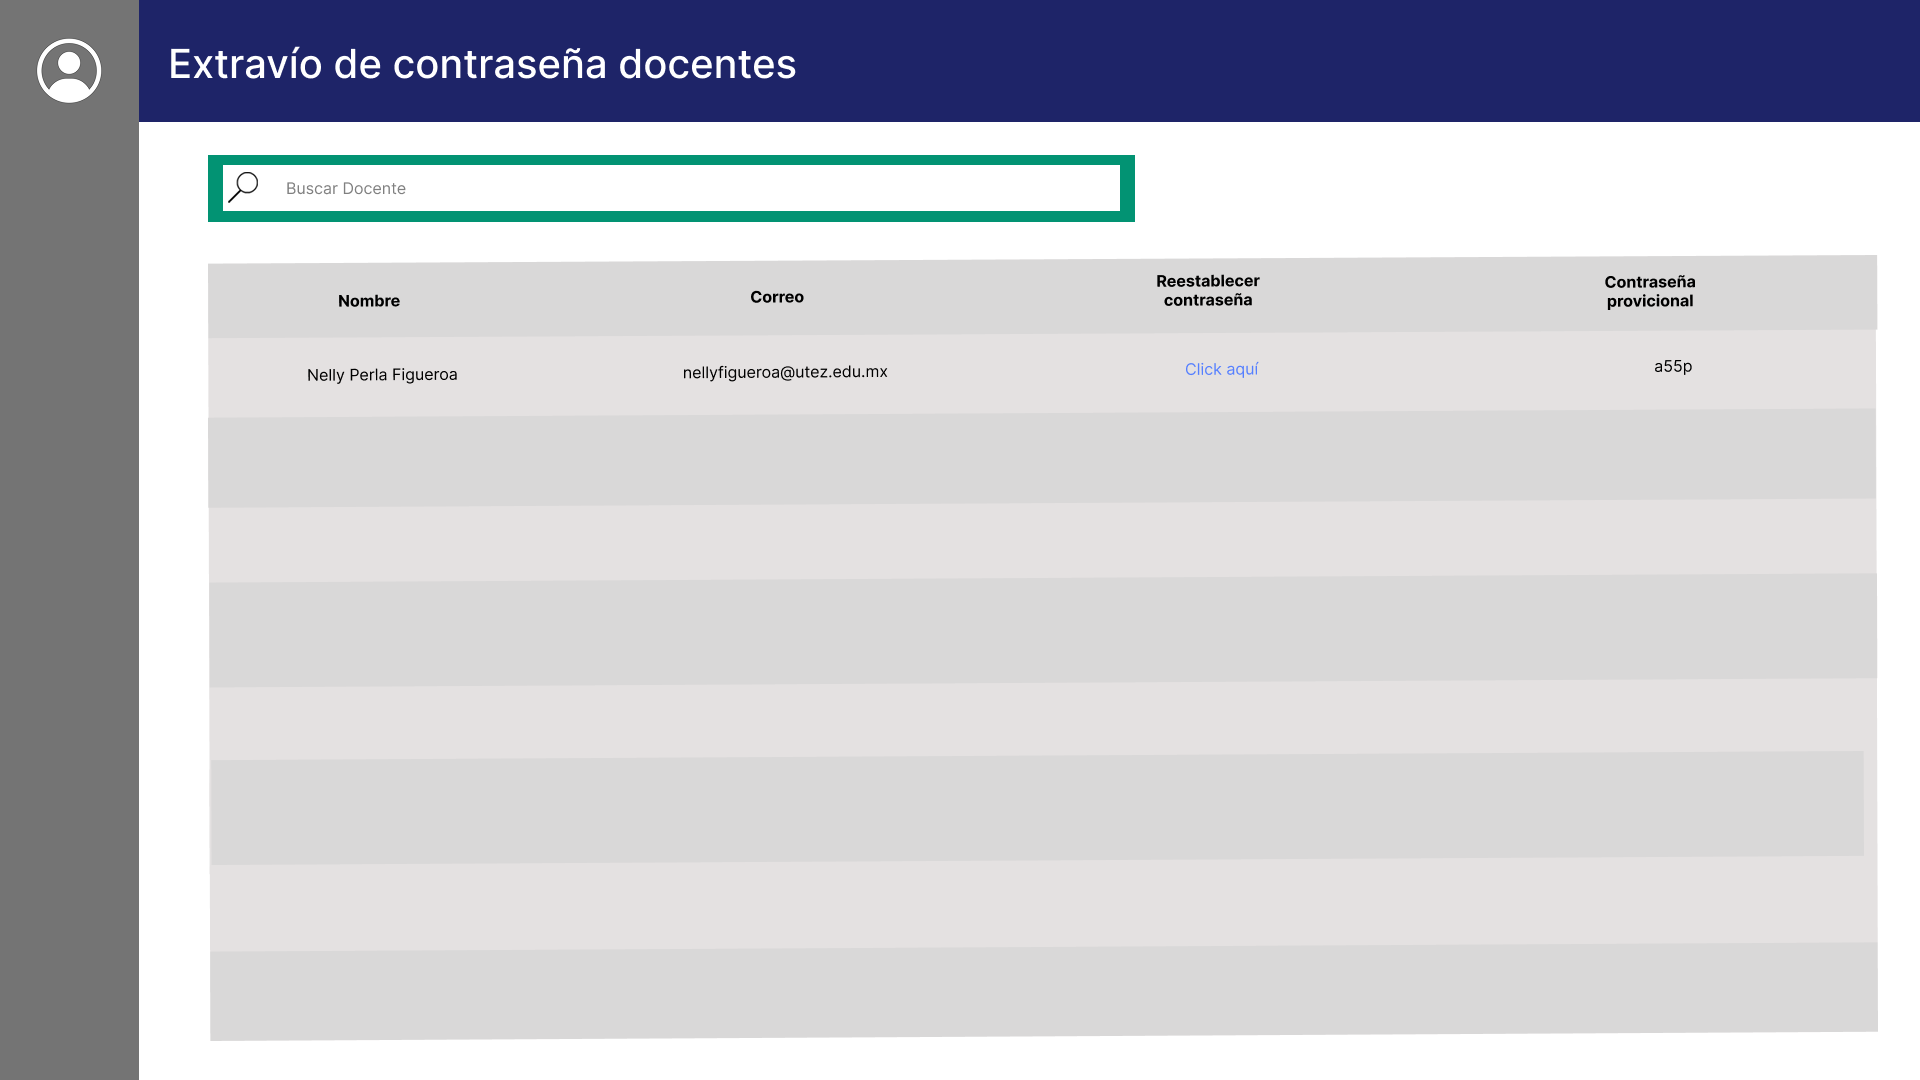 Extravío de contraseña docentes
Buscar Docente
Nombre
Correo
Reestablecer
contraseña
Contraseña
provicional
Nelly Perla Figueroa
nellyfigueroa@utez.edu.mx
Click aquí
a55p